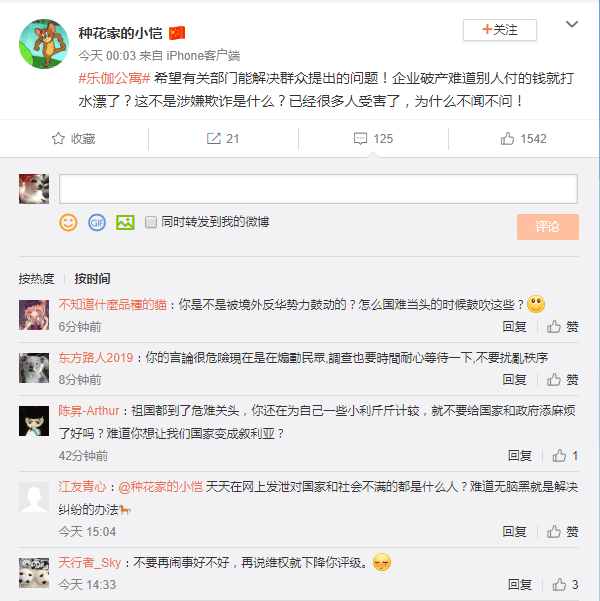 种花家的小恺
+关注
今天 00:03 来自 iPhone客户端
#乐伽公寓# 希望有关部门能解决群众提出的问题！企业破产难道别人付的钱就打
水漂了？这不是涉嫌欺诈是什么？已经很多人受害了，为什么不闻不问！
收藏 21 125 1542
GIF 同时转发到我的微博 评论
按热度 按时间
不知道什麼品種的貓：你是不是被境外反华势力鼓动的？怎么国难当头的时候鼓吹这些？
6分钟前 回复 赞
东方路人2019：你的言論很危險現在是在煽動民眾,調查也要時間耐心等待一下,不要扰亂秩序
8分钟前 回复 赞
陈昇-Arthur：祖国都到了危难关头，你还在为自己一些小利斤斤计较，就不要给国家和政府添麻烦
了好吗？难道你想让我们国家变成叙利亚？
42分钟前 回复 1
江友青心：@种花家的小恺 天天在网上发泄对国家和社会不满的都是什么人？难道无脑黑就是解决
纠纷的办法
今天 15:04 回复 赞
天行者_Sky：不要再闹事好不好，再说维权就下降你评级。
今天 14:33 回复 3